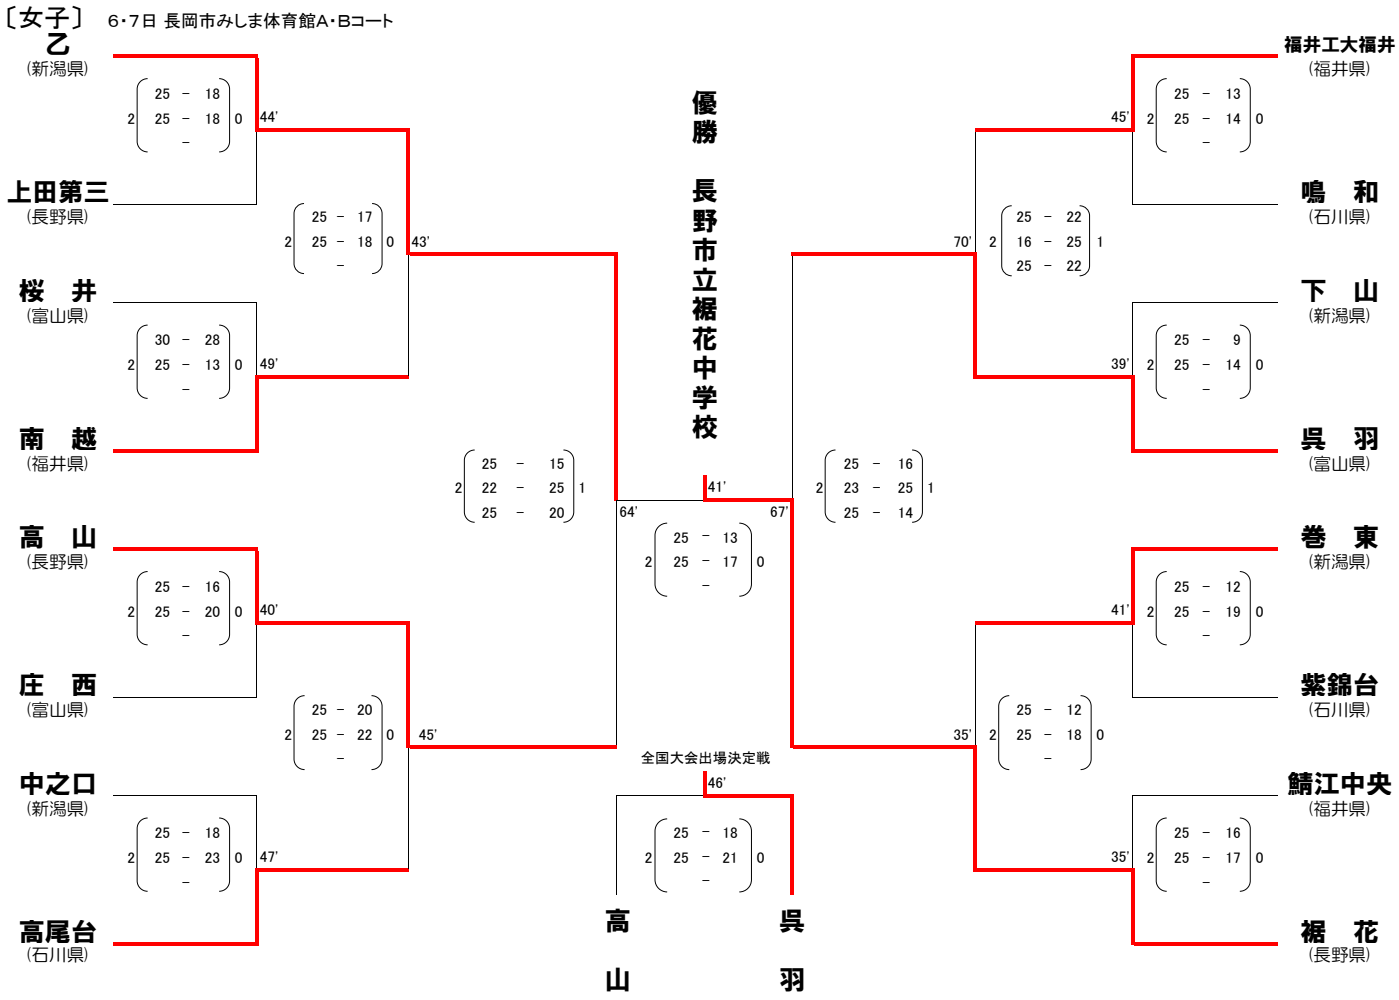 〔女子〕 6・7日 長岡市みしま体育館A・Bコート
乙
(新潟県)
25 － 18
2 25 － 18 0
－
44'
上田第三
(長野県)
25 － 17
2 25 － 18 0
－
43'
桜 井
(富山県)
30 － 28
2 25 － 13 0
－
49'
南 越
(福井県)
25 － 15
2 22 － 25 1
25 － 20
64'
高 山
(長野県)
25 － 16
2 25 － 20 0
－
40'
庄 西
(富山県)
25 － 20
2 25 － 22 0
－
45'
中之口
(新潟県)
25 － 18
2 25 － 23 0
－
47'
高尾台
(石川県)
優勝 長野市立裾花中学校
41'
25 － 13
2 25 － 17 0
－
全国大会出場決定戦
46'
25 － 18
2 25 － 21 0
－
高山
呉羽
福井工大福井
(福井県)
45'
25 － 13
2 25 － 14 0
－
鳴 和
(石川県)
70'
25 － 22
2 16 － 25 1
25 － 22
下 山
(新潟県)
39'
25 － 9
2 25 － 14 0
－
呉 羽
(富山県)
67'
25 － 16
2 23 － 25 1
25 － 14
巻 東
(新潟県)
41'
25 － 12
2 25 － 19 0
－
紫錦台
(石川県)
35'
25 － 12
2 25 － 18 0
－
鯖江中央
(福井県)
35'
25 － 16
2 25 － 17 0
－
裾 花
(長野県)